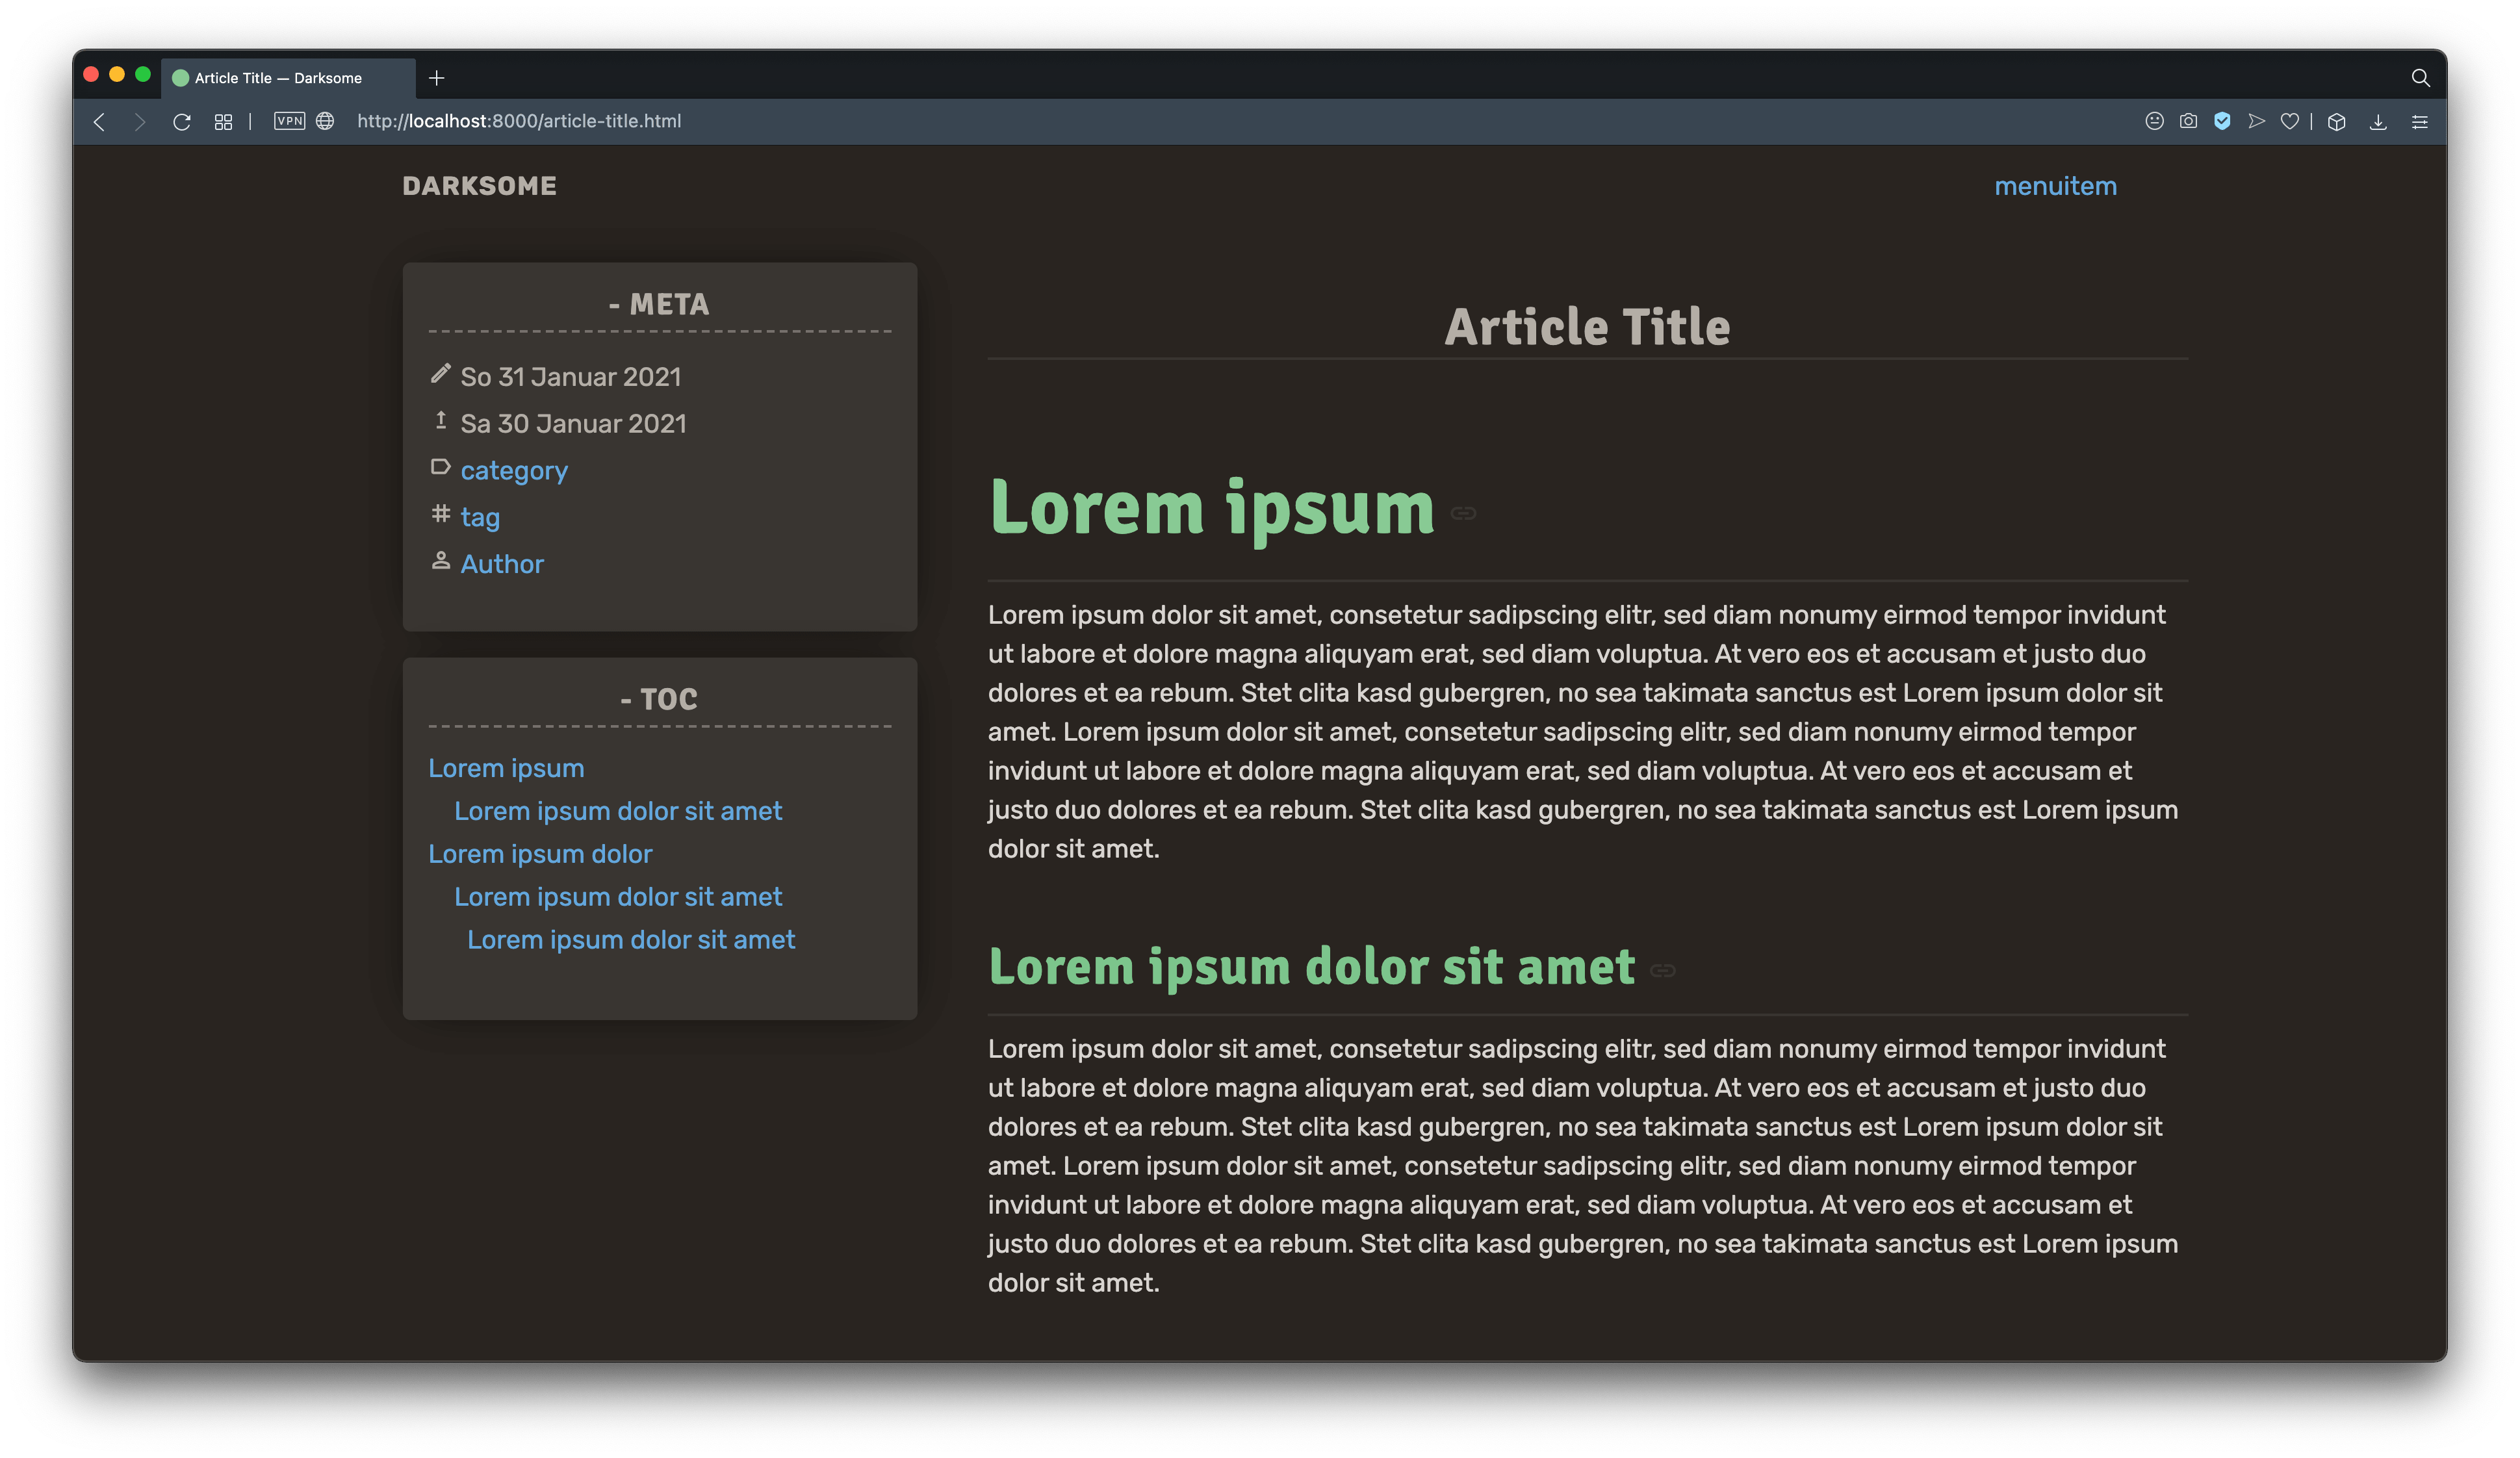 Article Title — Darksome
VPN http://localhost:8000/article-title.html
DARKSOME
menuitem
- META
So 31 Januar 2021
Sa 30 Januar 2021
category
tag
Author
- TOC
Lorem ipsum
Lorem ipsum dolor sit amet
Lorem ipsum dolor
Lorem ipsum dolor sit amet
Lorem ipsum dolor sit amet
Article Title
Lorem ipsum
Lorem ipsum dolor sit amet, consetetur sadipscing elitr, sed diam nonumy eirmod tempor invidunt
ut labore et dolore magna aliquyam erat, sed diam voluptua. At vero eos et accusam et justo duo
dolores et ea rebum. Stet clita kasd gubergren, no sea takimata sanctus est Lorem ipsum dolor sit
amet. Lorem ipsum dolor sit amet, consetetur sadipscing elitr, sed diam nonumy eirmod tempor
invidunt ut labore et dolore magna aliquyam erat, sed diam voluptua. At vero eos et accusam et
justo duo dolores et ea rebum. Stet clita kasd gubergren, no sea takimata sanctus est Lorem ipsum
dolor sit amet.
Lorem ipsum dolor sit amet
Lorem ipsum dolor sit amet, consetetur sadipscing elitr, sed diam nonumy eirmod tempor invidunt
ut labore et dolore magna aliquyam erat, sed diam voluptua. At vero eos et accusam et justo duo
dolores et ea rebum. Stet clita kasd gubergren, no sea takimata sanctus est Lorem ipsum dolor sit
amet. Lorem ipsum dolor sit amet, consetetur sadipscing elitr, sed diam nonumy eirmod tempor
invidunt ut labore et dolore magna aliquyam erat, sed diam voluptua. At vero eos et accusam et
justo duo dolores et ea rebum. Stet clita kasd gubergren, no sea takimata sanctus est Lorem ipsum
dolor sit amet.